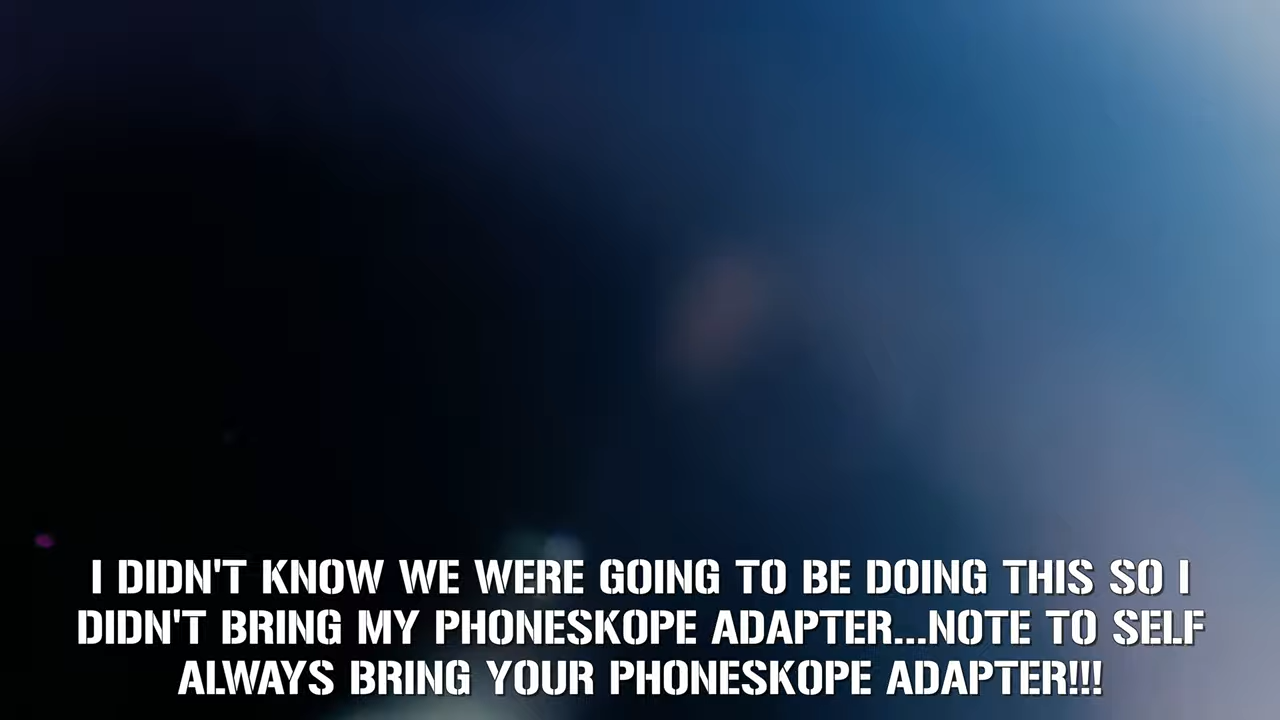 I DIDN'T KNOW WE WERE GOING TO BE DOING THIS SO I
DIDN'T BRING MY PHONESKOPE ADAPTER...NOTE TO SELF
ALWAYS BRING YOUR PHONESKOPE ADAPTER!!!